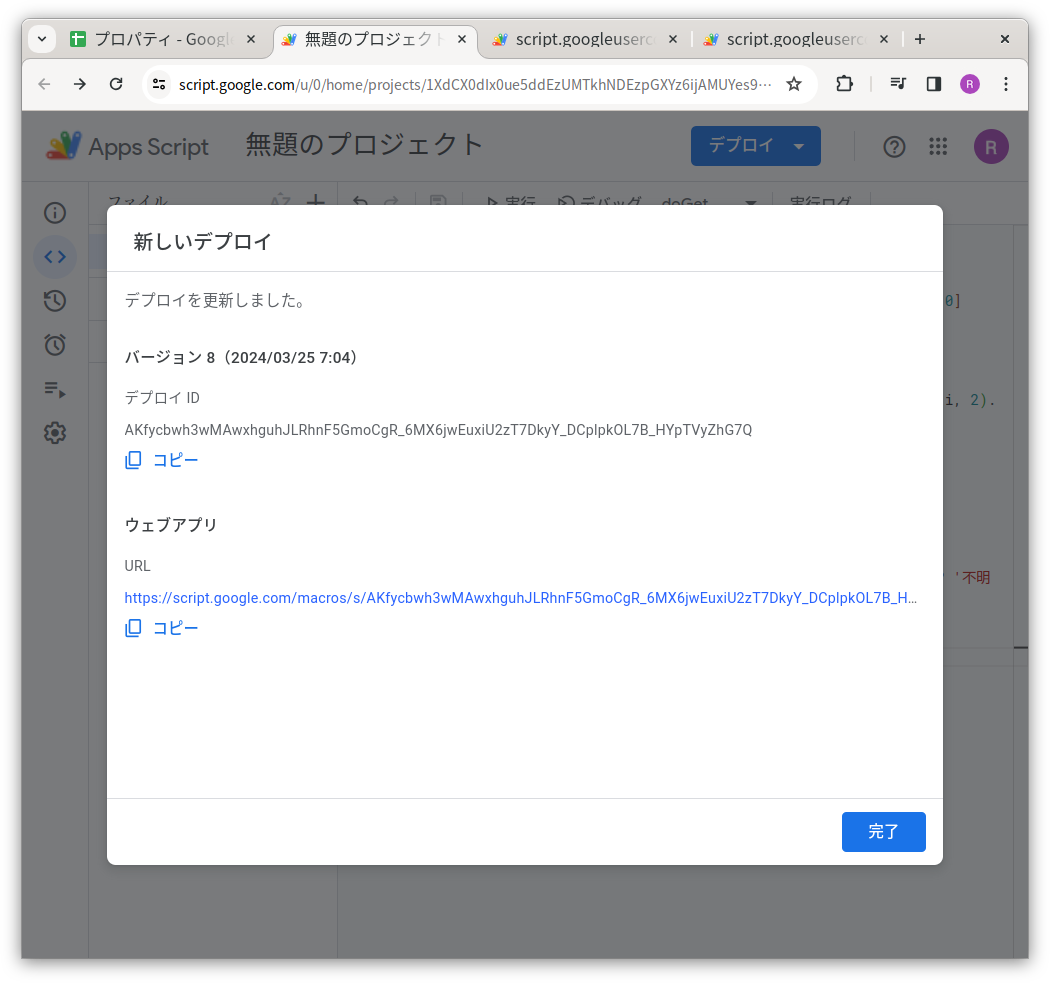 プロパティ - Googl
無題のプロジェクト
script.googleuserc
script.googleuserc
script.google.com/u/0/home/projects/1XdCX0dIx0ue5ddEzUMTkhNDEzpGXYz6ijAMUYes9…
R
Apps Script
無題のプロジェクト
デプロイ
R
ファイル
実行
デバッグ
doGet
実行ログ
新しいデプロイ
0]
デプロイを更新しました。
バージョン 8（2024/03/25 7:04）
デプロイ ID
i, 2).
AKfycbwh3wMAwxhguhJLRhnF5GmoCgR_6MX6jwEuxiU2zT7DkyY_DCplpkOL7B_HYpTVyZhG7Q
コピー
ウェブアプリ
URL
'不明
https://script.google.com/macros/s/AKfycbwh3wMAwxhguhJLRhnF5GmoCgR_6MX6jwEuxiU2zT7DkyY_DCplpkOL7B_H…
コピー
完了